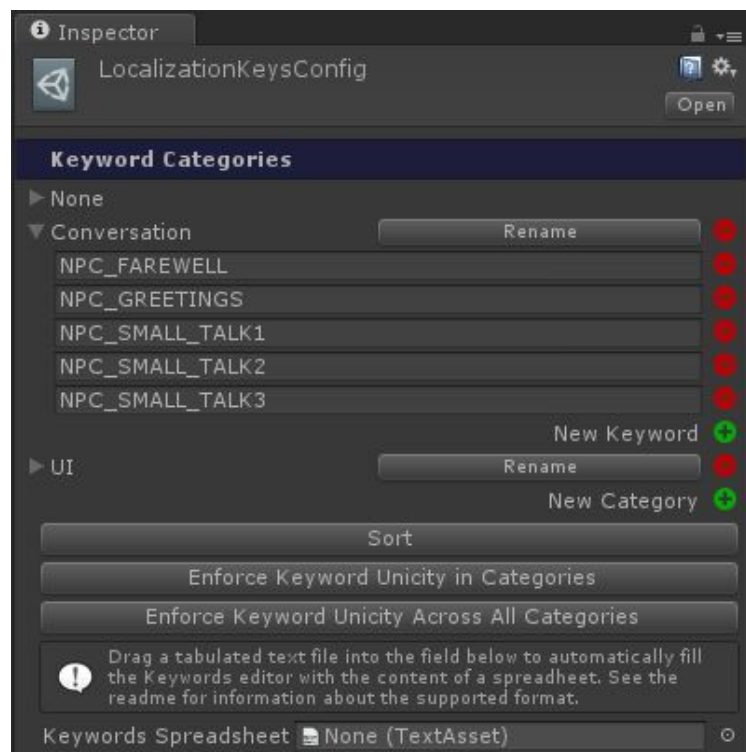 Inspector
LocalizationKeysConfig
Open
Keyword Categories
None
Conversation Rename
NPC_FAREWELL
NPC_GREETINGS
NPC_SMALL_TALK1
NPC_SMALL_TALK2
NPC_SMALL_TALK3
New Keyword
UI Rename
New Category
Sort
Enforce Keyword Unicity in Categories
Enforce Keyword Unicity Across All Categories
Drag a tabulated text file into the field below to automatically fill
the Keywords editor with the content of a spreadheet. See the
readme for information about the supported format.
Keywords Spreadsheet None (TextAsset)